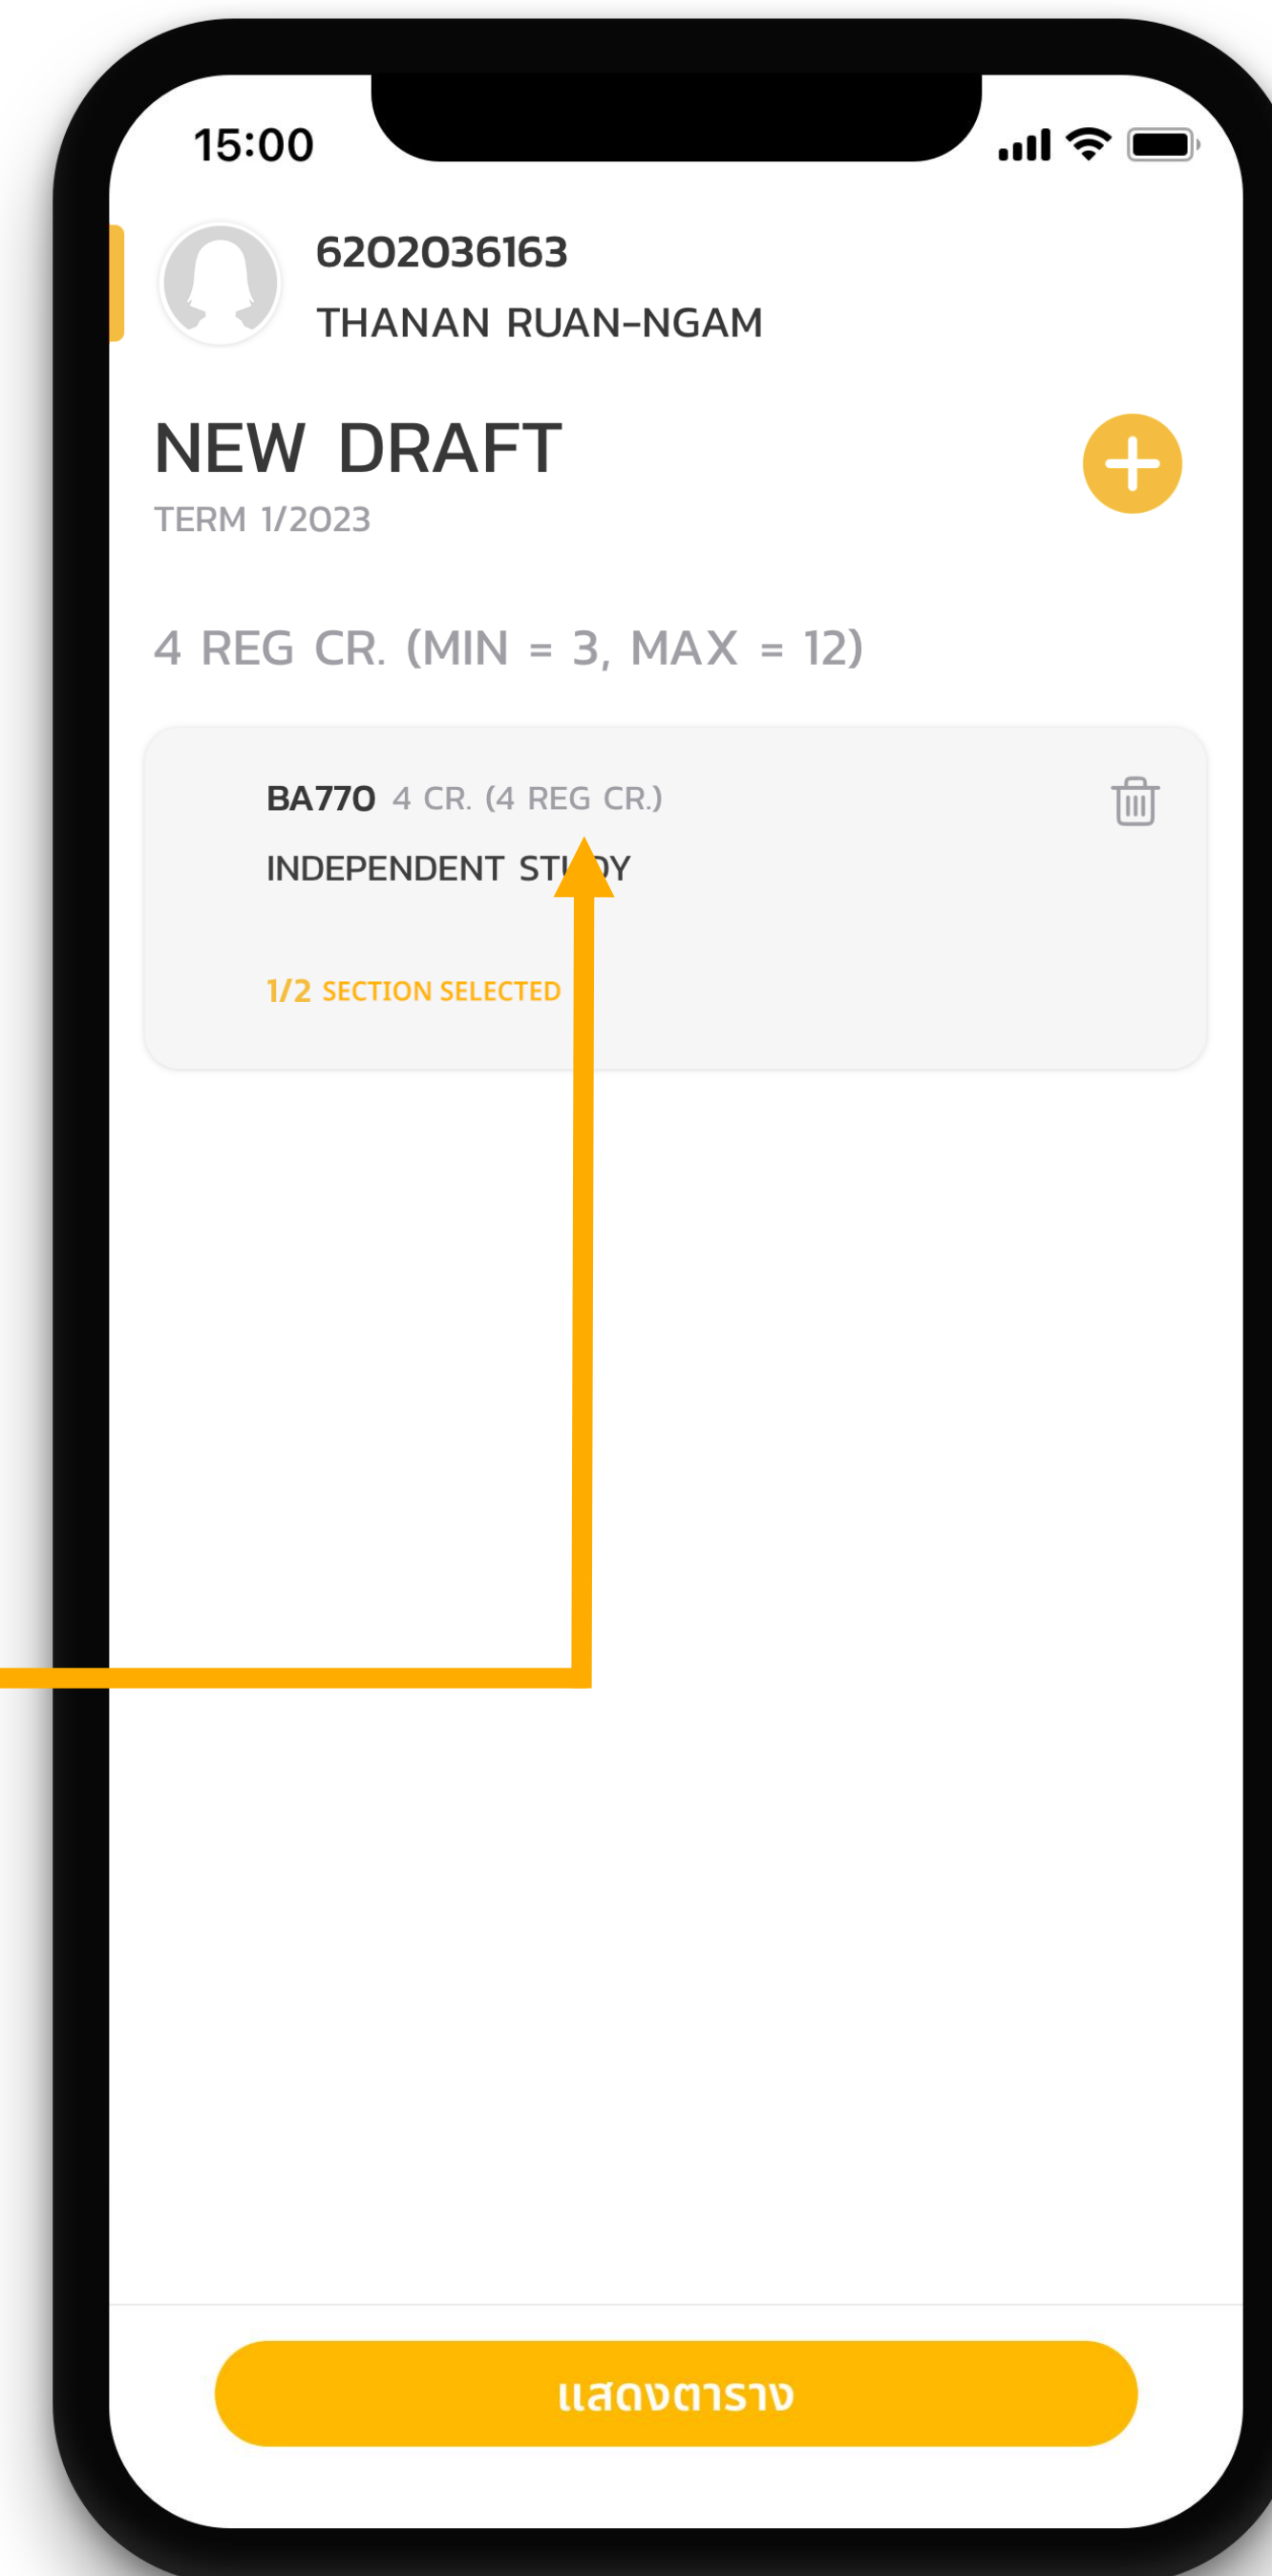 15:00
6202036163
THANAN RUAN-NGAM
NEW DRAFT
TERM 1/2023
4 REG CR. (MIN = 3, MAX = 12)
BA770 4 CR. (4 REG CR.)
INDEPENDENT STUDY
1/2 SECTION SELECTED
แสดงตาราง